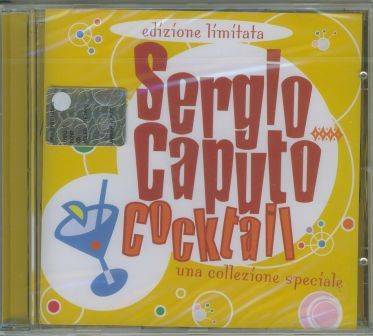 edizione limitata
Sergio
Caputo
Cocktail
una collezione speciale